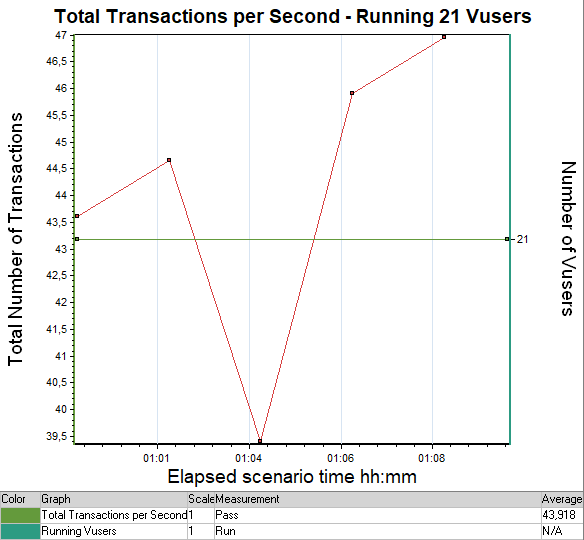 Total Transactions per Second - Running 21 Vusers
47
46,5
46
45,5
45
44,5
44
43,5
43
42,5
42
41,5
41
40,5
40
39,5
Total Number of Transactions
21
Number of Vusers
01:01 01:04 01:06 01:08
Elapsed scenario time hh:mm
Color Graph Scale Measurement Average
Total Transactions per Second 1 Pass 43,918
Running Vusers 1 Run N/A